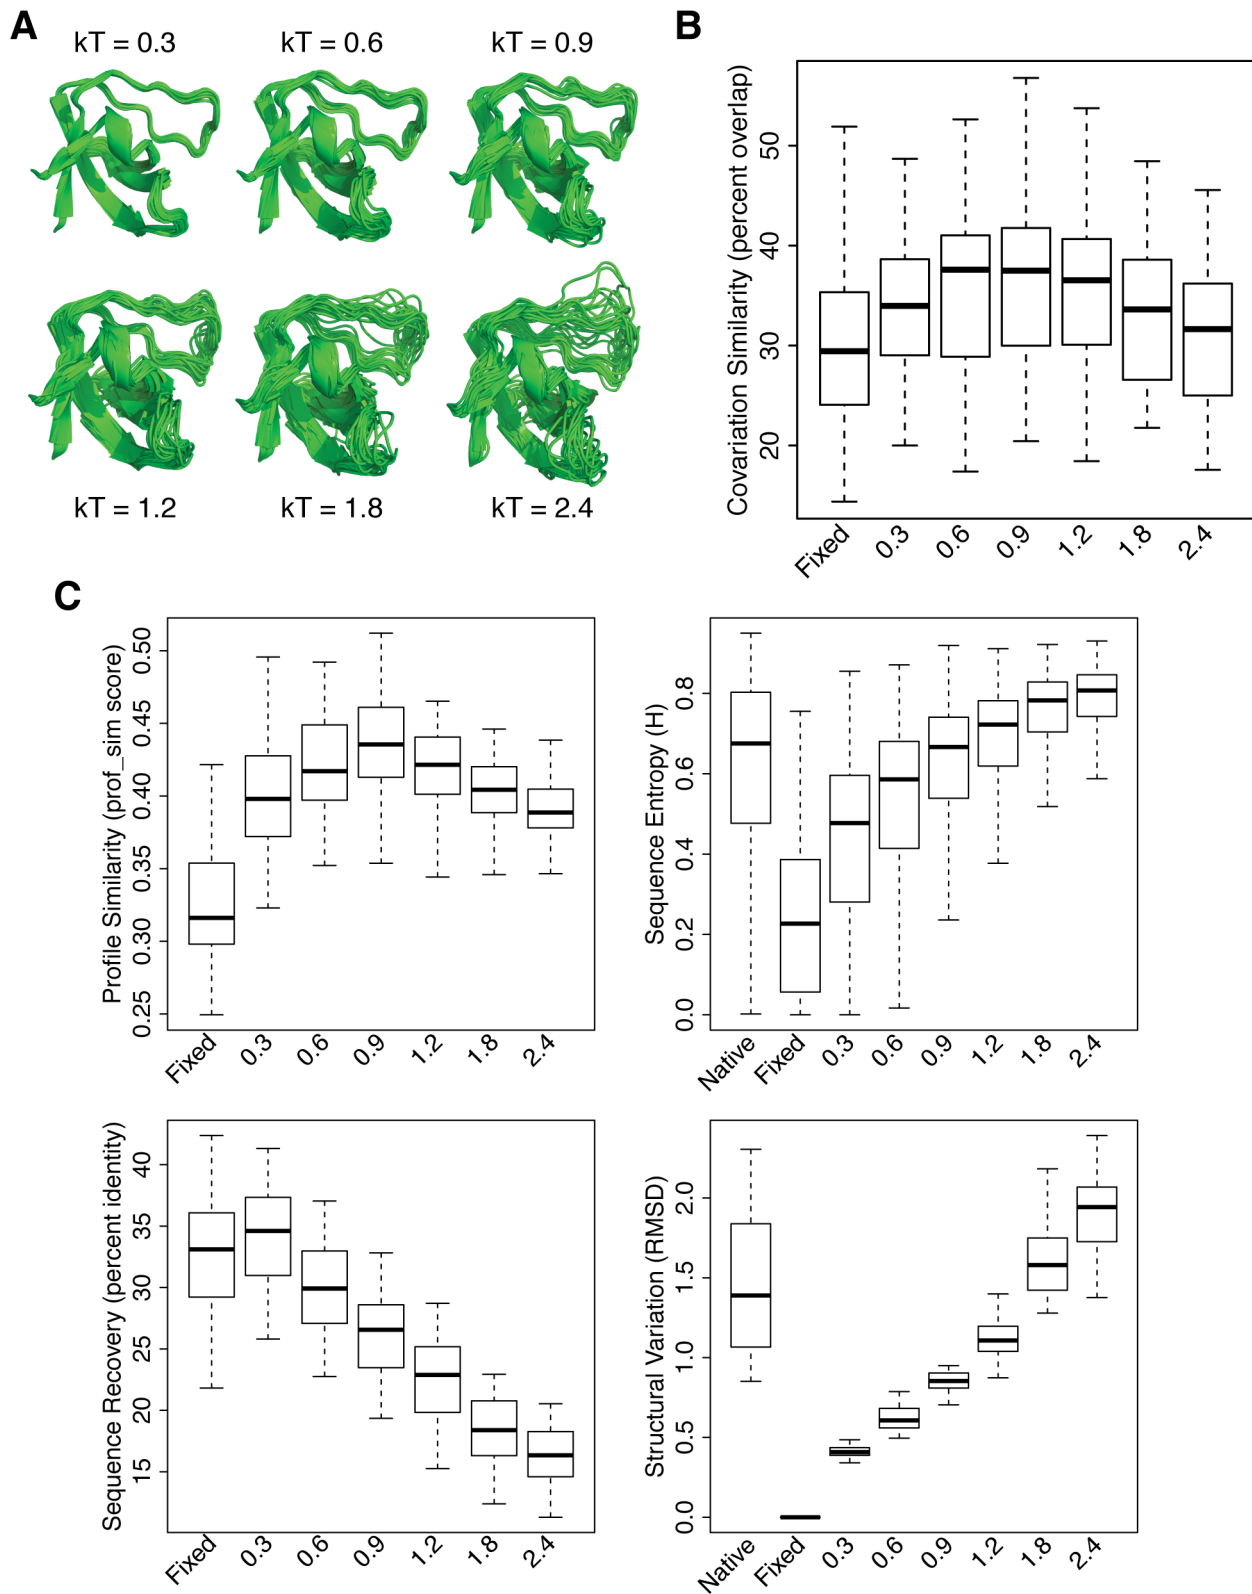 A
kT = 0.3
kT = 0.6
kT = 0.9
kT = 1.2
kT = 1.8
kT = 2.4
B
Covariation Similarity (percent overlap)
50
40
30
20
Fixed
0.3
0.6
0.9
1.2
1.8
2.4
C
Profile Similarity (prof_sim score)
0.50
0.45
0.40
0.35
0.30
0.25
Fixed
0.3
0.6
0.9
1.2
1.8
2.4
Sequence Entropy (H)
0.8
0.6
0.4
0.2
0.0
Native
Fixed
0.3
0.6
0.9
1.2
1.8
2.4
Sequence Recovery (percent identity)
40
35
30
25
20
15
Fixed
0.3
0.6
0.9
1.2
1.8
2.4
Structural Variation (RMSD)
2.0
1.5
1.0
0.5
0.0
Native
Fixed
0.3
0.6
0.9
1.2
1.8
2.4